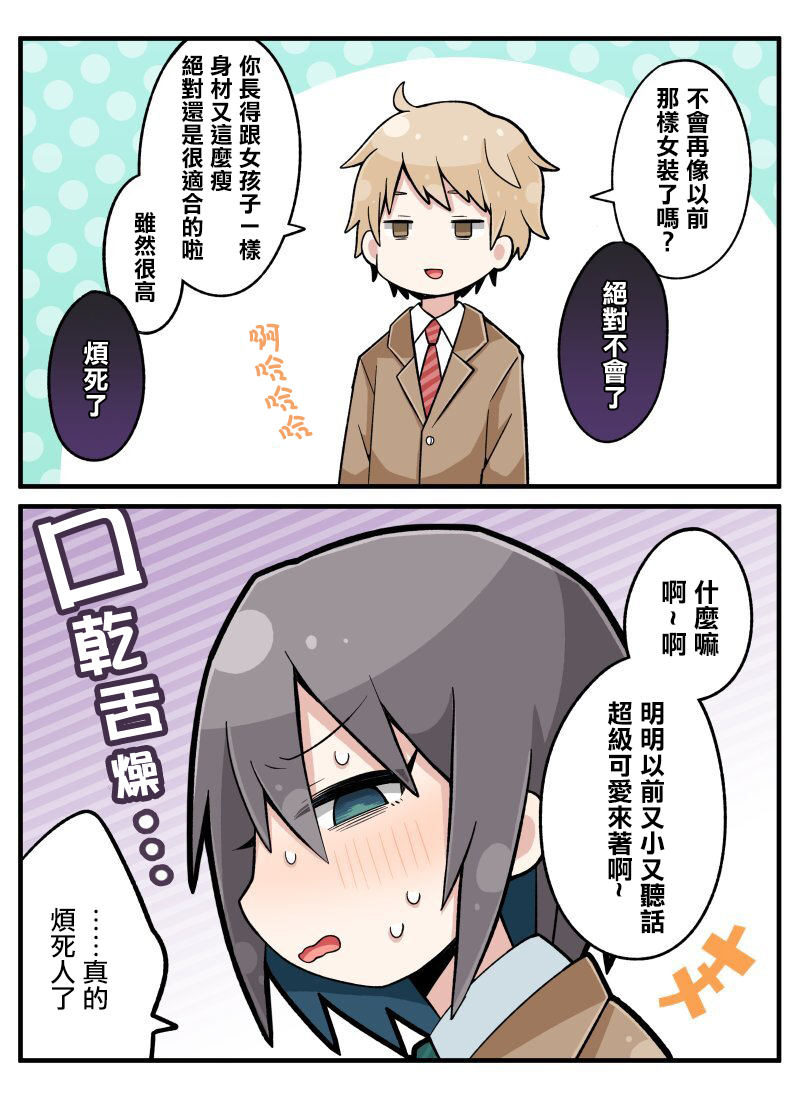 不會再像以前
那樣女裝了嗎？
絕對不會了
你長得跟女孩子一樣
身材又這麼瘦
絕對還是很適合的啦
雖然很高
啊哈哈哈
煩死了
什麼嘛
啊~啊
明明以前又小又聽話
超級可愛來著啊~
口乾舌燥...
……真的
煩死人了